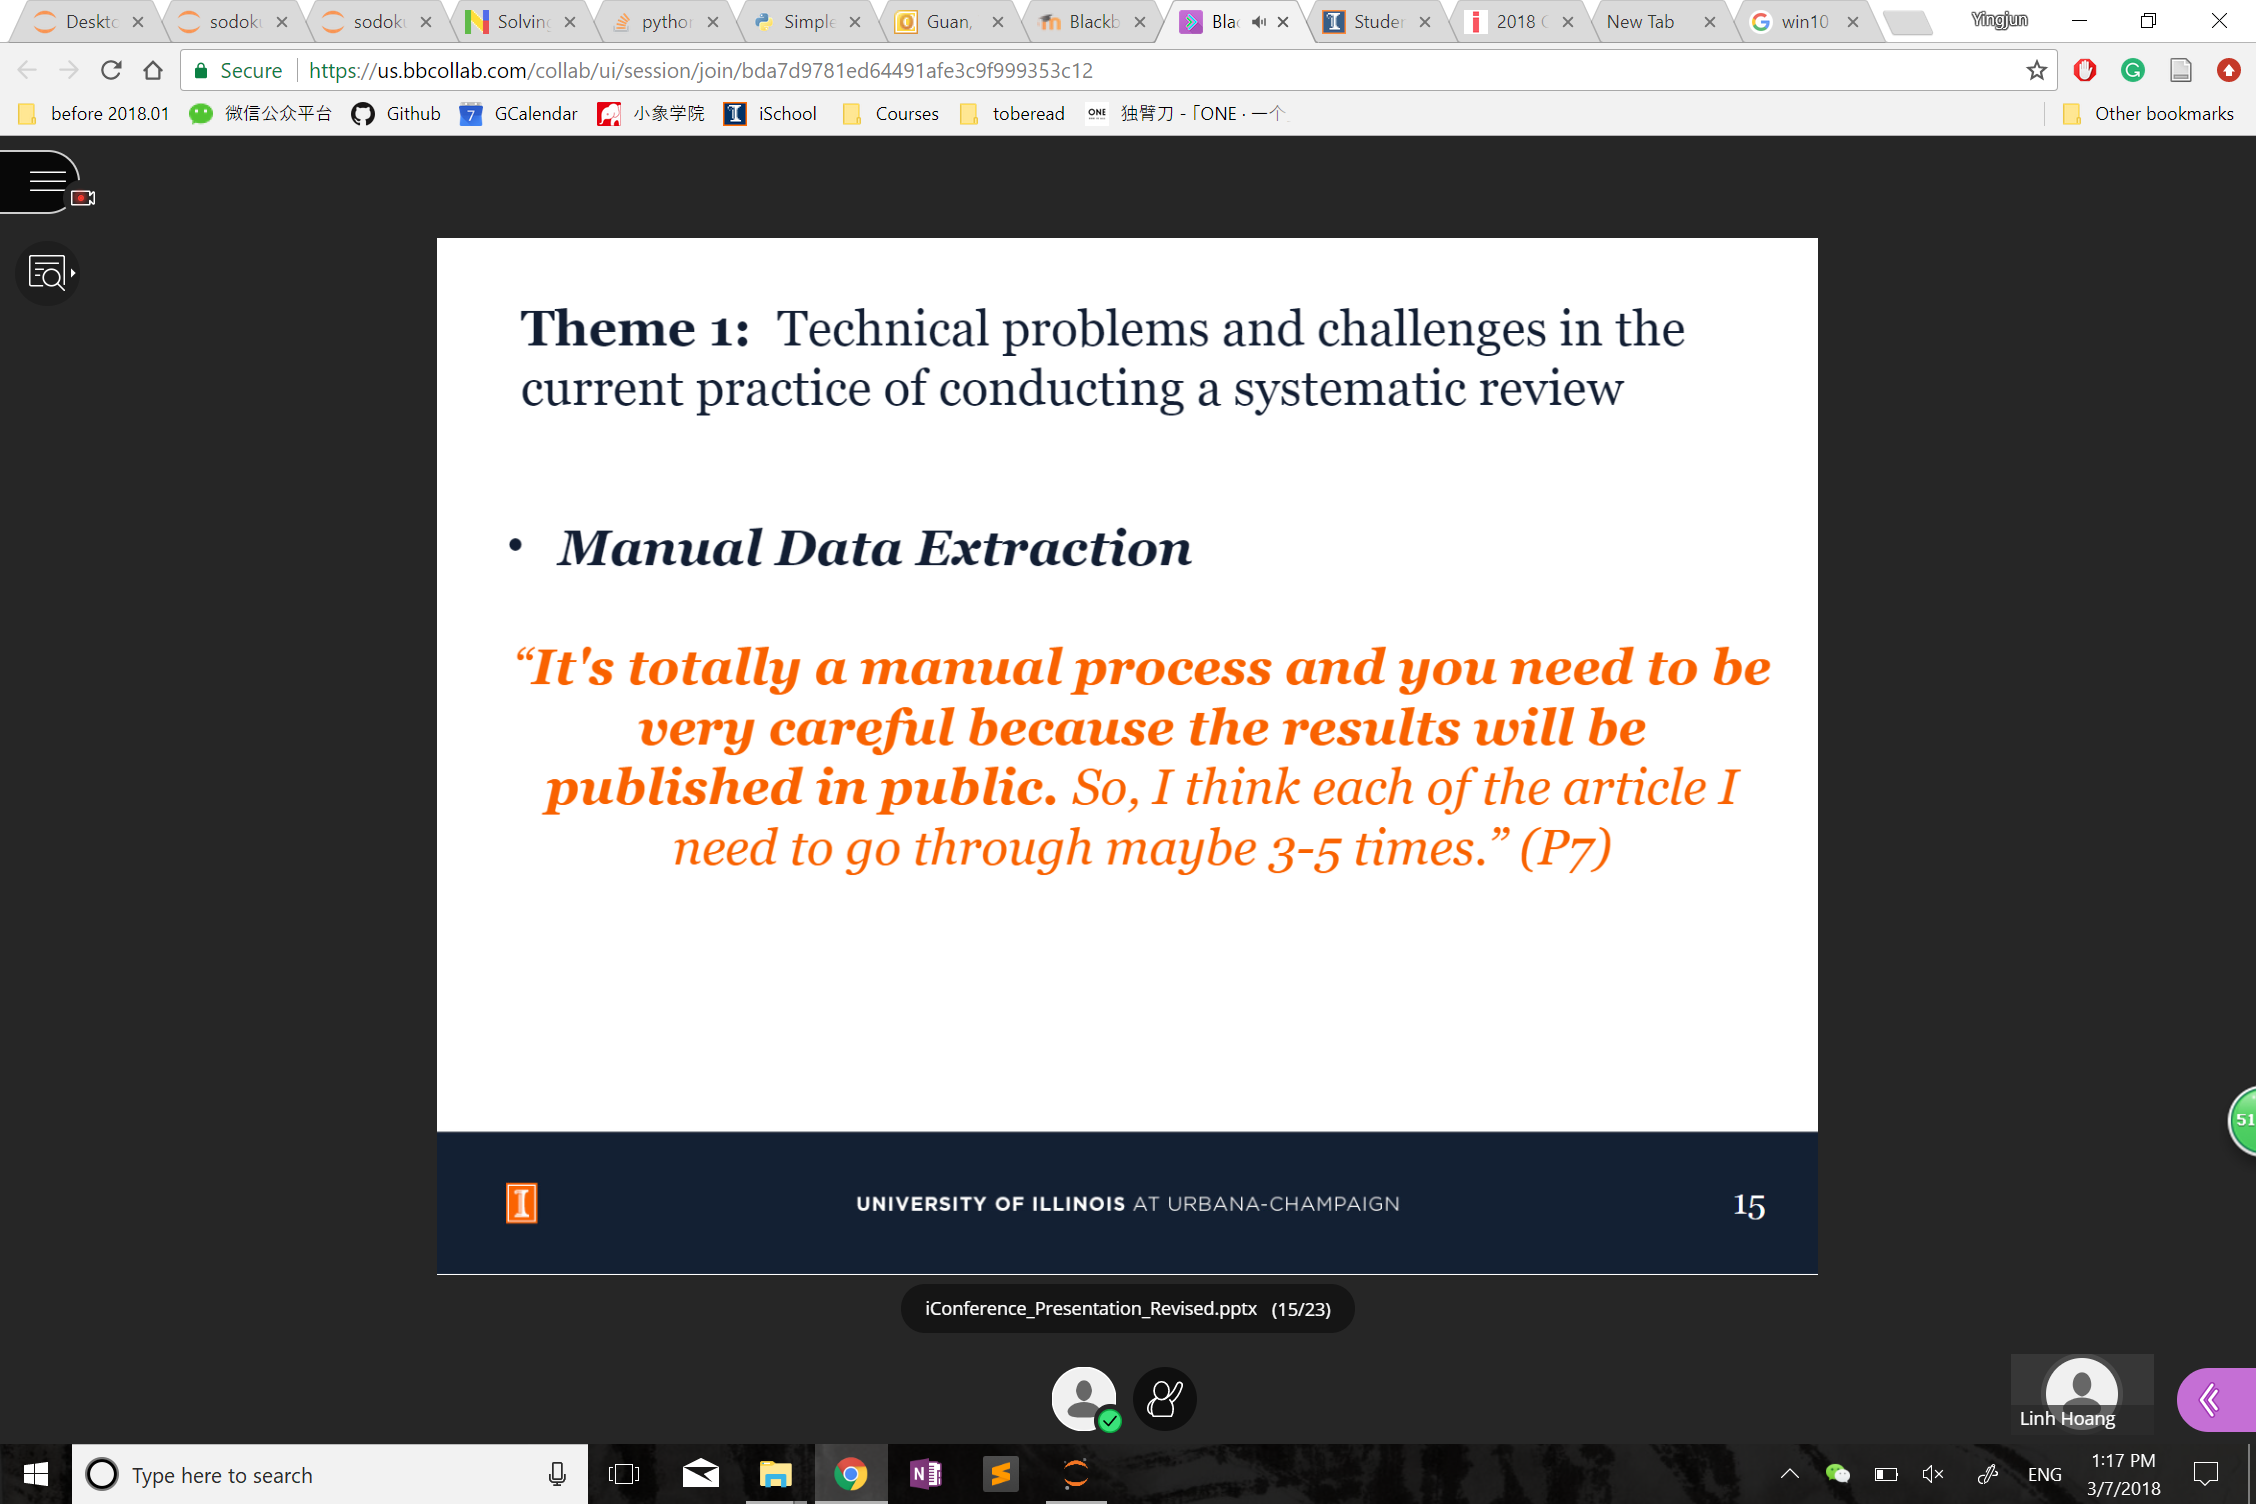 Deskto
sodoku
sodoku
Solving
python
Simple
Guan,
Blackb
Bla
Studen
2018
New Tab
win10
Yingjun
Secure
https://us.bbcollab.com/collab/ui/session/join/bda7d9781ed64491afe3c9f999353c12
before 2018.01
微信公众平台
Github
7
GCalendar
小象学院
iSchool
Courses
toberead
ONE
独臂刀 -「ONE · 一个
Other bookmarks
Theme 1: Technical problems and challenges in the
current practice of conducting a systematic review
• Manual Data Extraction
“It's totally a manual process and you need to be
very careful because the results will be
published in public. So, I think each of the article I
need to go through maybe 3-5 times.” (P7)
51
I
UNIVERSITY OF ILLINOIS AT URBANA-CHAMPAIGN
15
iConference_Presentation_Revised.pptx (15/23)
Linh Hoang
Type here to search
ENG
1:17 PM
3/7/2018